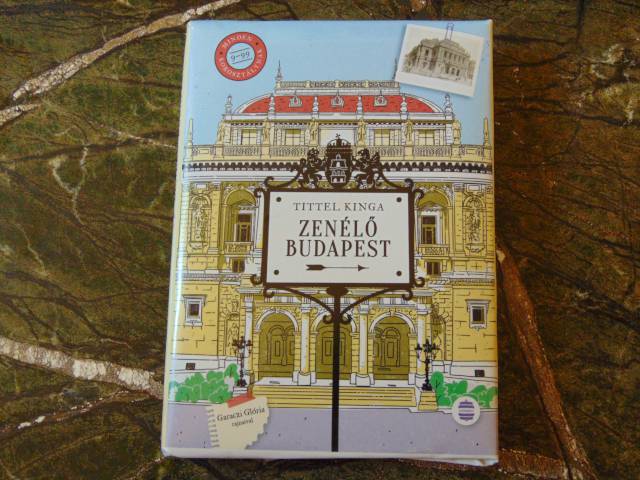 MINDEN
9–99
KOROSZTÁLYNAK
TITTEL KINGA
ZENÉLŐ
BUDAPEST
Garaczi Glória
rajzaival